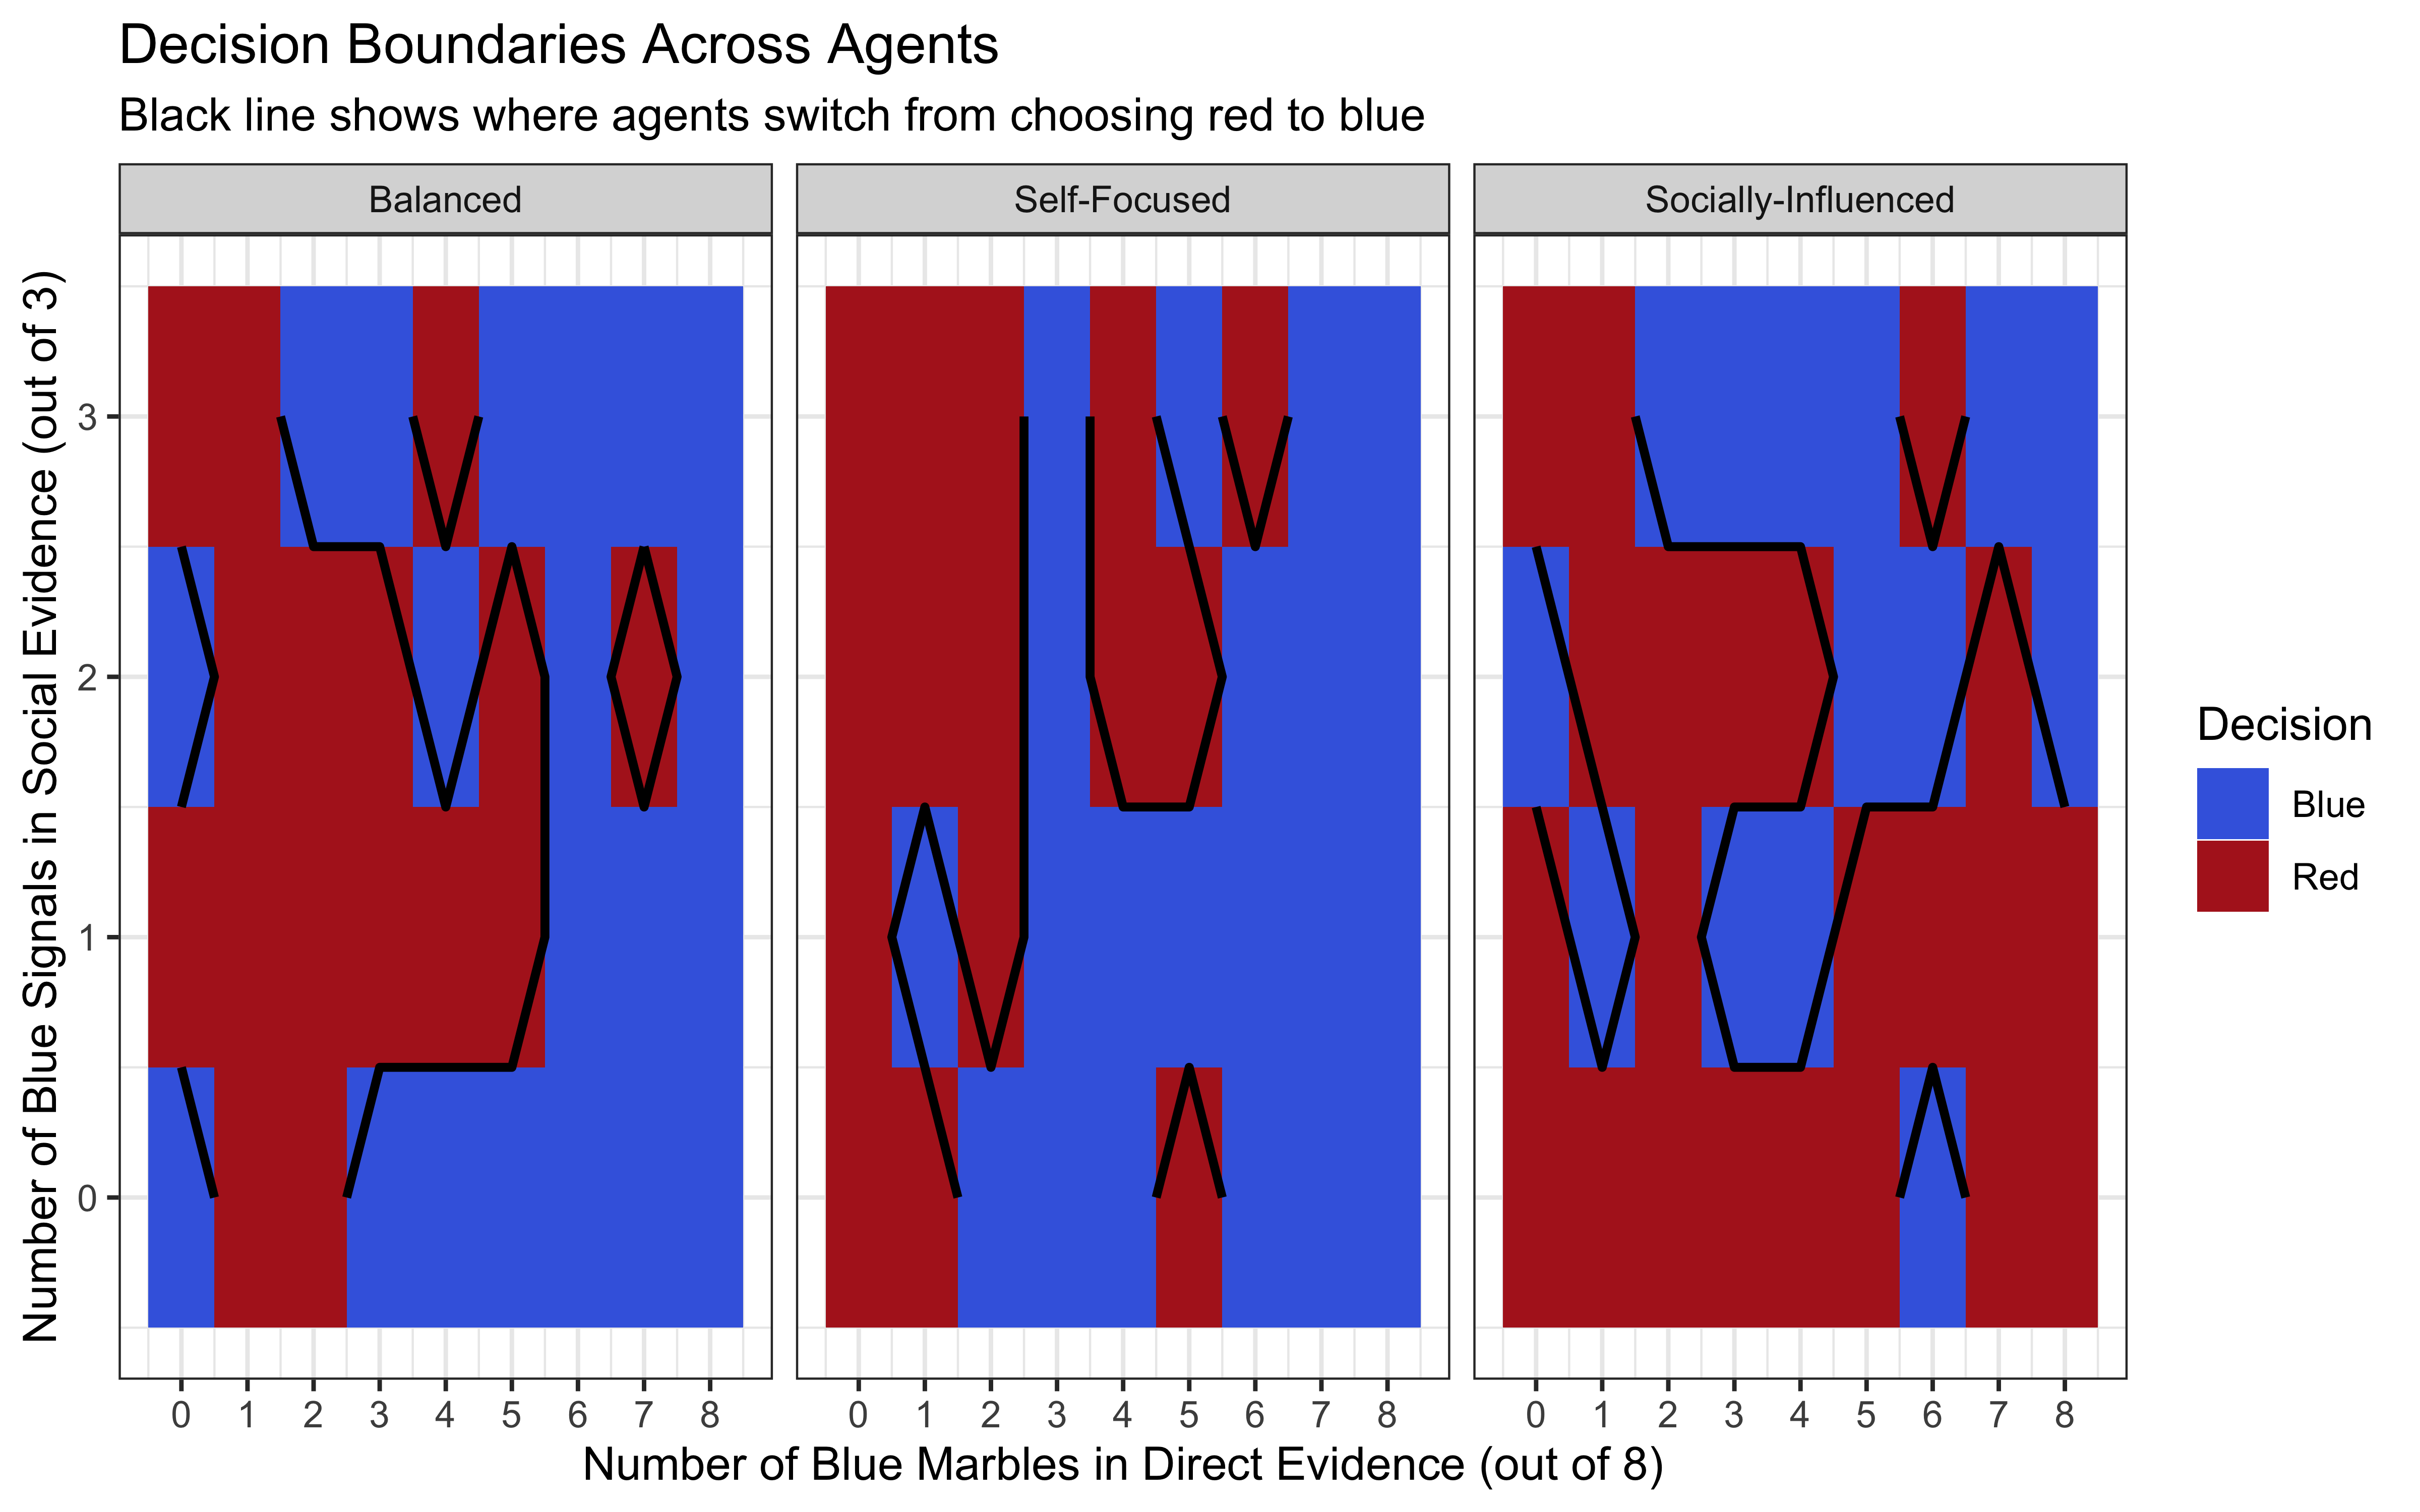 Decision Boundaries Across Agents
Black line shows where agents switch from choosing red to blue
Balanced
Self-Focused
Socially-Influenced
Number of Blue Signals in Social Evidence (out of 3)
3
2
1
0
0 1 2 3 4 5 6 7 8
0 1 2 3 4 5 6 7 8
0 1 2 3 4 5 6 7 8
Number of Blue Marbles in Direct Evidence (out of 8)
Decision
Blue
Red